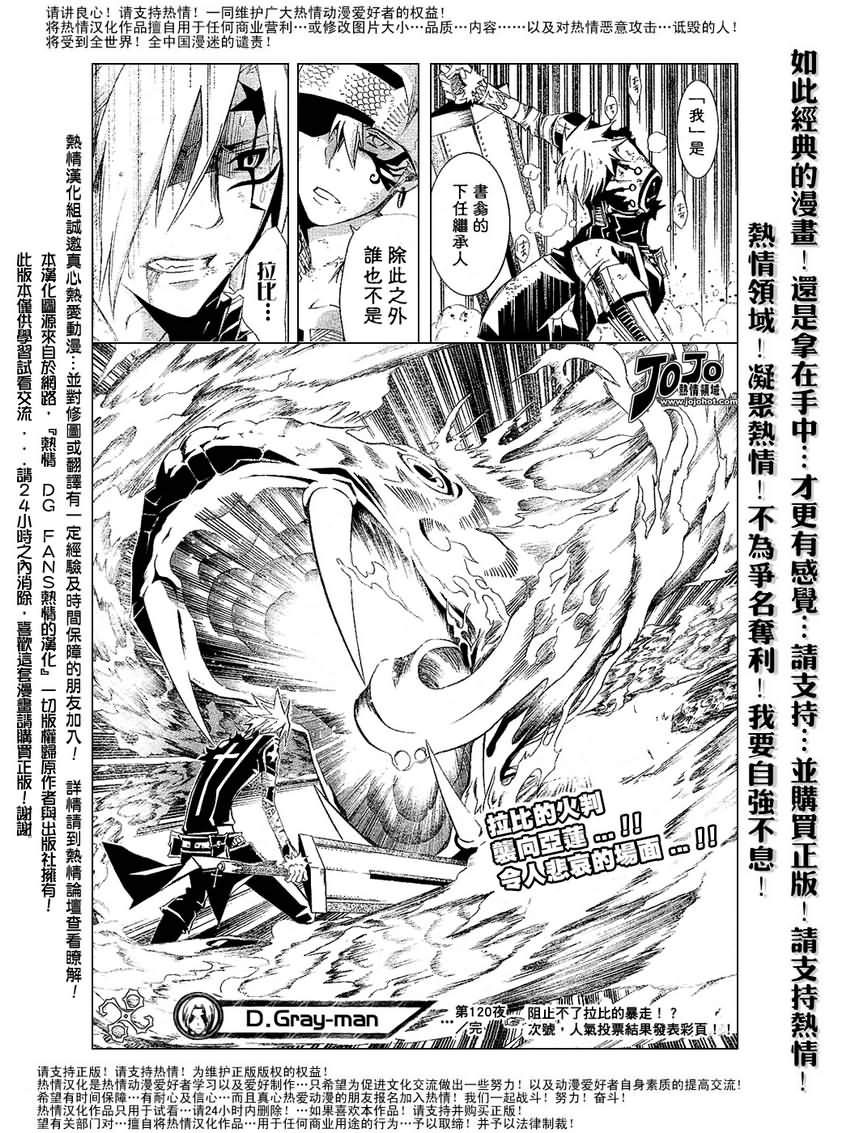 请讲良心！请支持热情！一同维护广大热情动漫爱好者的权益！
将热情汉化作品擅自用于任何商业营利…或修改图片大小…品质…内容……以及对热情恶意攻击…诋毁的人！
将受到全世界！全中国漫迷的谴责！
如此經典的漫畫！還是拿在手中…才更有感覺…請支持…並購買正版！請支持熱情！
熱情領域！凝聚熱情！不為爭名奪利！我要自強不息！
「我」是
書翁的
下任繼承人
除此之外
誰也不是
拉比…
JOJO
熱情領域
www.jojohot.com
熱情漢化組誠邀真心熱愛動漫…並對修圖或翻譯有一定經驗及時間保障的朋友加入！ 詳情請到熱情論壇查看瞭解！
本漢化圖源來自於網路．『熱情 DG FANS熱情的漢化』一切版權歸原作者與出版社擁有！
此版本僅供學習試看交流...請24小時之內消除．喜歡這套漫畫請購買正版！謝謝
拉比的火判
襲向亞蓮…!!
令人悲哀的場面…!!
D.Gray-man
…第120夜／完
阻止不了拉比的暴走！？
次號，人氣投票結果發表彩頁！！
请支持正版！请支持热情！为维护正版版权的权益！
热情汉化是热情动漫爱好者学习以及爱好制作…只希望为促进文化交流做出一些努力！以及动漫爱好者自身素质的提高交流！
希望有时间保障…有耐心及信心…而且真心热爱动漫的朋友报名加入热情！我们一起战斗！努力！奋斗！
热情汉化作品只用于试看…请24小时内删除！…如果喜欢本作品！请支持并购买正版！
望有关部门对…擅自将热情汉化作品…用于任何商业用途的行为…予以取缔！并予以法律制裁！